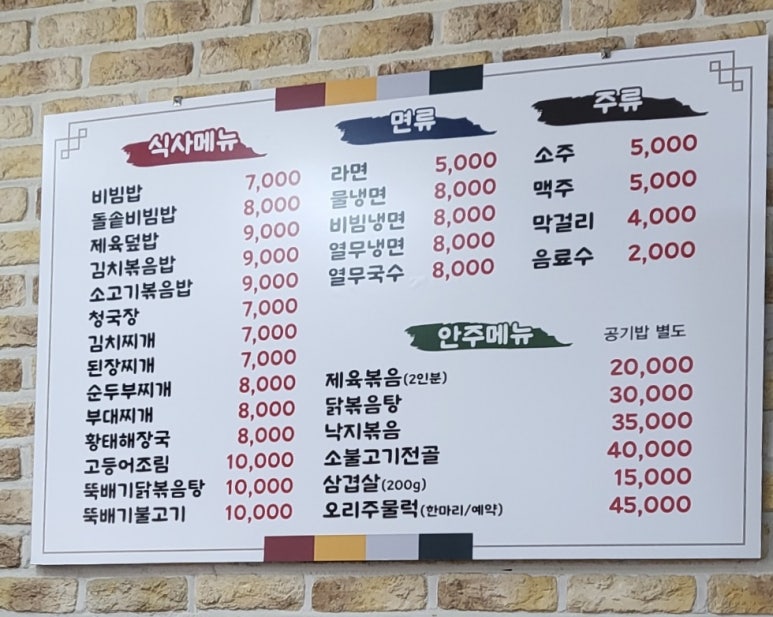 식사메뉴
비빔밥 7,000
돌솥비빔밥 8,000
제육덮밥 9,000
김치볶음밥 9,000
소고기볶음밥 9,000
청국장 7,000
김치찌개 7,000
된장찌개 7,000
순두부찌개 8,000
부대찌개 8,000
황태해장국 8,000
고등어조림 10,000
뚝배기닭볶음탕 10,000
뚝배기불고기 10,000
면류
라면 5,000
물냉면 8,000
비빔냉면 8,000
열무냉면 8,000
열무국수 8,000
주류
소주 5,000
맥주 5,000
막걸리 4,000
음료수 2,000
안주메뉴 공기밥 별도
제육볶음(2인분) 20,000
닭볶음탕 30,000
낙지볶음 35,000
소불고기전골 40,000
삼겹살(200g) 15,000
오리주물럭(한마리/예약) 45,000